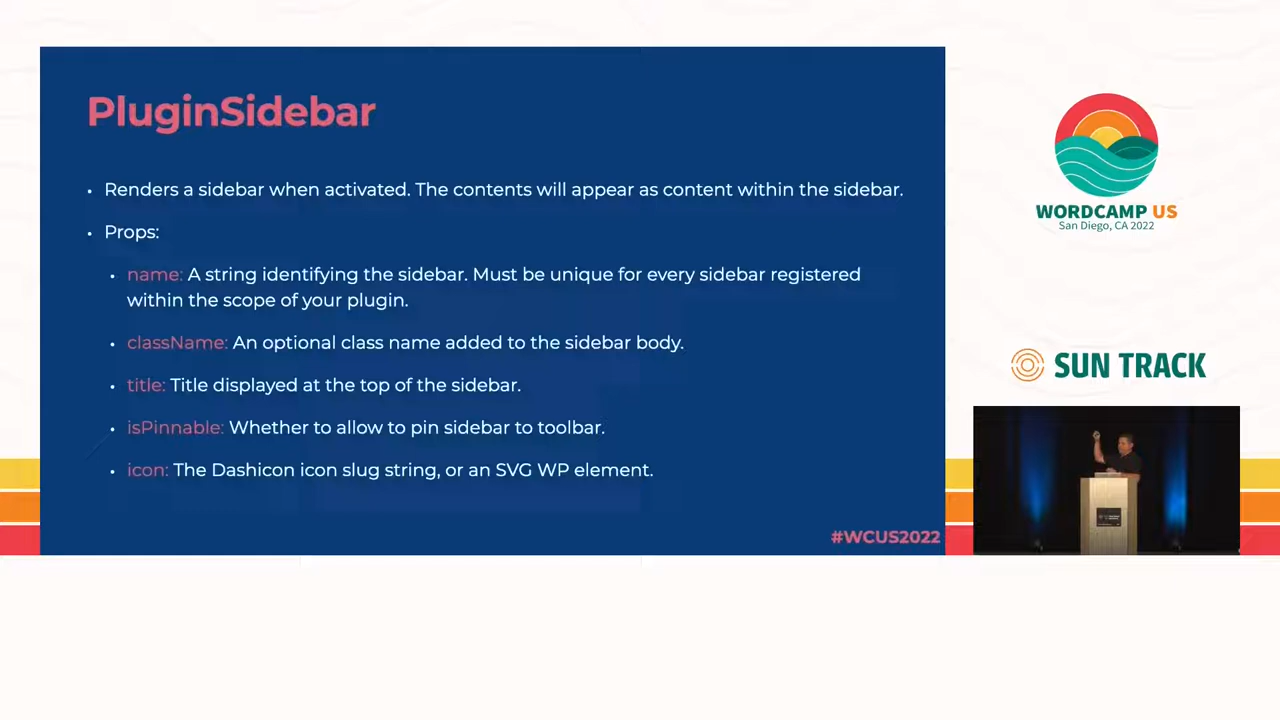 PluginSidebar
• Renders a sidebar when activated. The contents will appear as content within the sidebar.
• Props:
• name: A string identifying the sidebar. Must be unique for every sidebar registered
within the scope of your plugin.
• className: An optional class name added to the sidebar body.
• title: Title displayed at the top of the sidebar.
• isPinnable: Whether to allow to pin sidebar to toolbar.
• icon: The Dashicon icon slug string, or an SVG WP element.
#WCUS2022
WORDCAMP US
San Diego, CA 2022
SUN TRACK